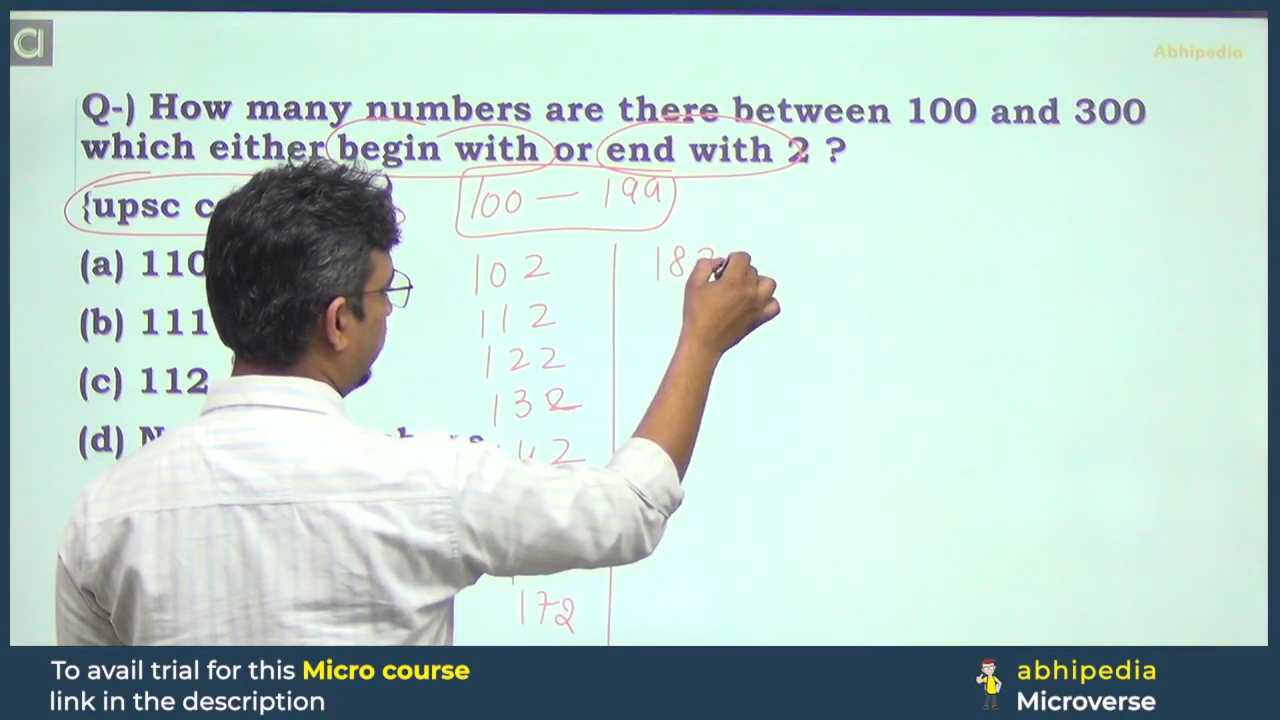 a
Abhipedia
Q-) How many numbers are there between 100 and 300
which either begin with or end with 2 ?
{upsc
100 — 199
(a) 110
102
182
(b) 111
112
122
(c) 112
132
(d)
42
172
To avail trial for this Micro course
link in the description
abhipedia
Microverse